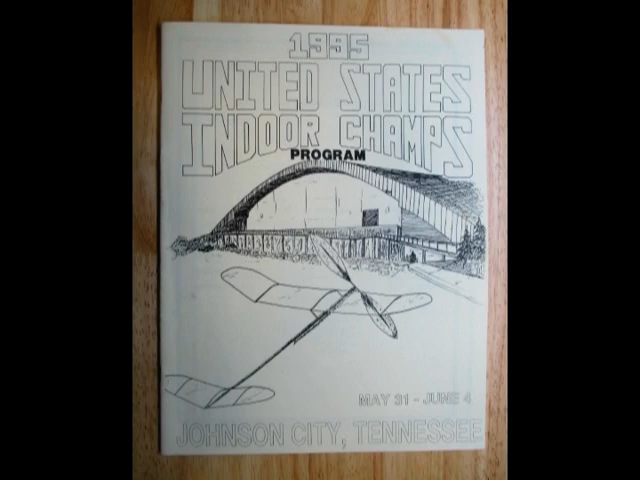 1995
UNITED STATES
INDOOR CHAMPS
PROGRAM
MAY 31 - JUNE 4
JOHNSON CITY, TENNESSEE